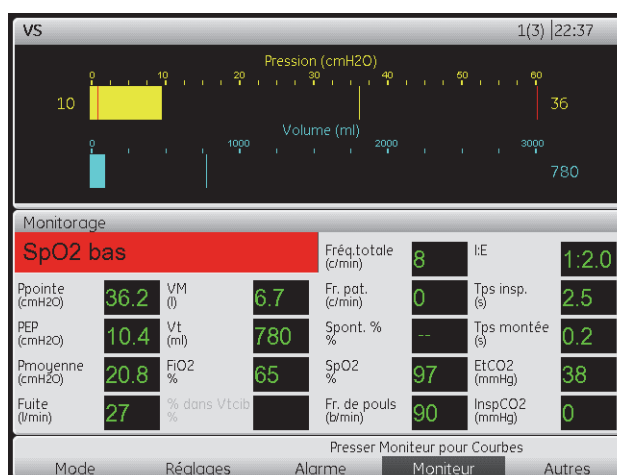 VS 1(3) |22:37
Pression (cmH2O)
0 10 20 30 40 50 60
10 36
Volume (ml)
0 1000 2000 3000
780
Monitorage
SpO2 bas Fréq.totale (c/min) 8 I:E 1:2.0
Ppointe (cmH2O) 36.2 VM (l) 6.7 Fr. pat. (c/min) 0 Tps insp. (s) 2.5
PEP (cmH2O) 10.4 Vt (ml) 780 Spont. % % -- Tps montée (s) 0.2
Pmoyenne (cmH2O) 20.8 FiO2 % 65 SpO2 % 97 EtCO2 (mmHg) 38
Fuite (l/min) 27 % dans Vtcib % Fr. de pouls (b/min) 90 InspCO2 (mmHg) 0
Presser Moniteur pour Courbes
Mode Réglages Alarme Moniteur Autres